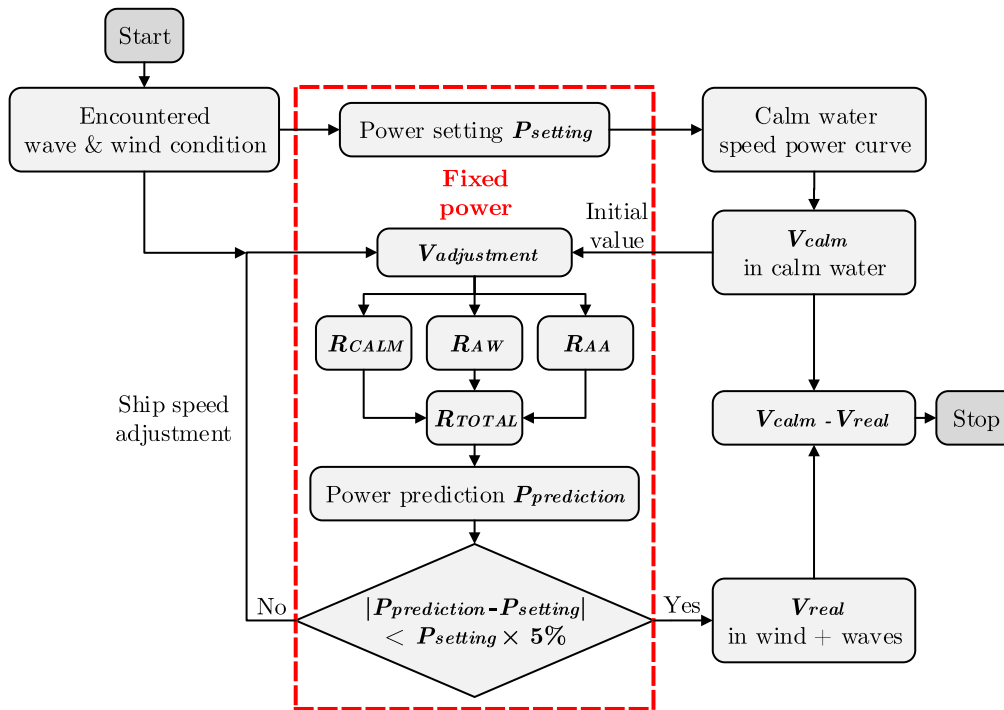 Start
Encountered
wave & wind condition
Power setting Psetting
Calm water
speed power curve
Fixed
power
Initial
value
Vadjustment
Vcalm
in calm water
RCALM
RAW
RAA
Ship speed
adjustment
RTOTAL
Vcalm - Vreal
Stop
Power prediction Pprediction
No
|Pprediction-Psetting|
< Psetting × 5%
Yes
Vreal
in wind + waves